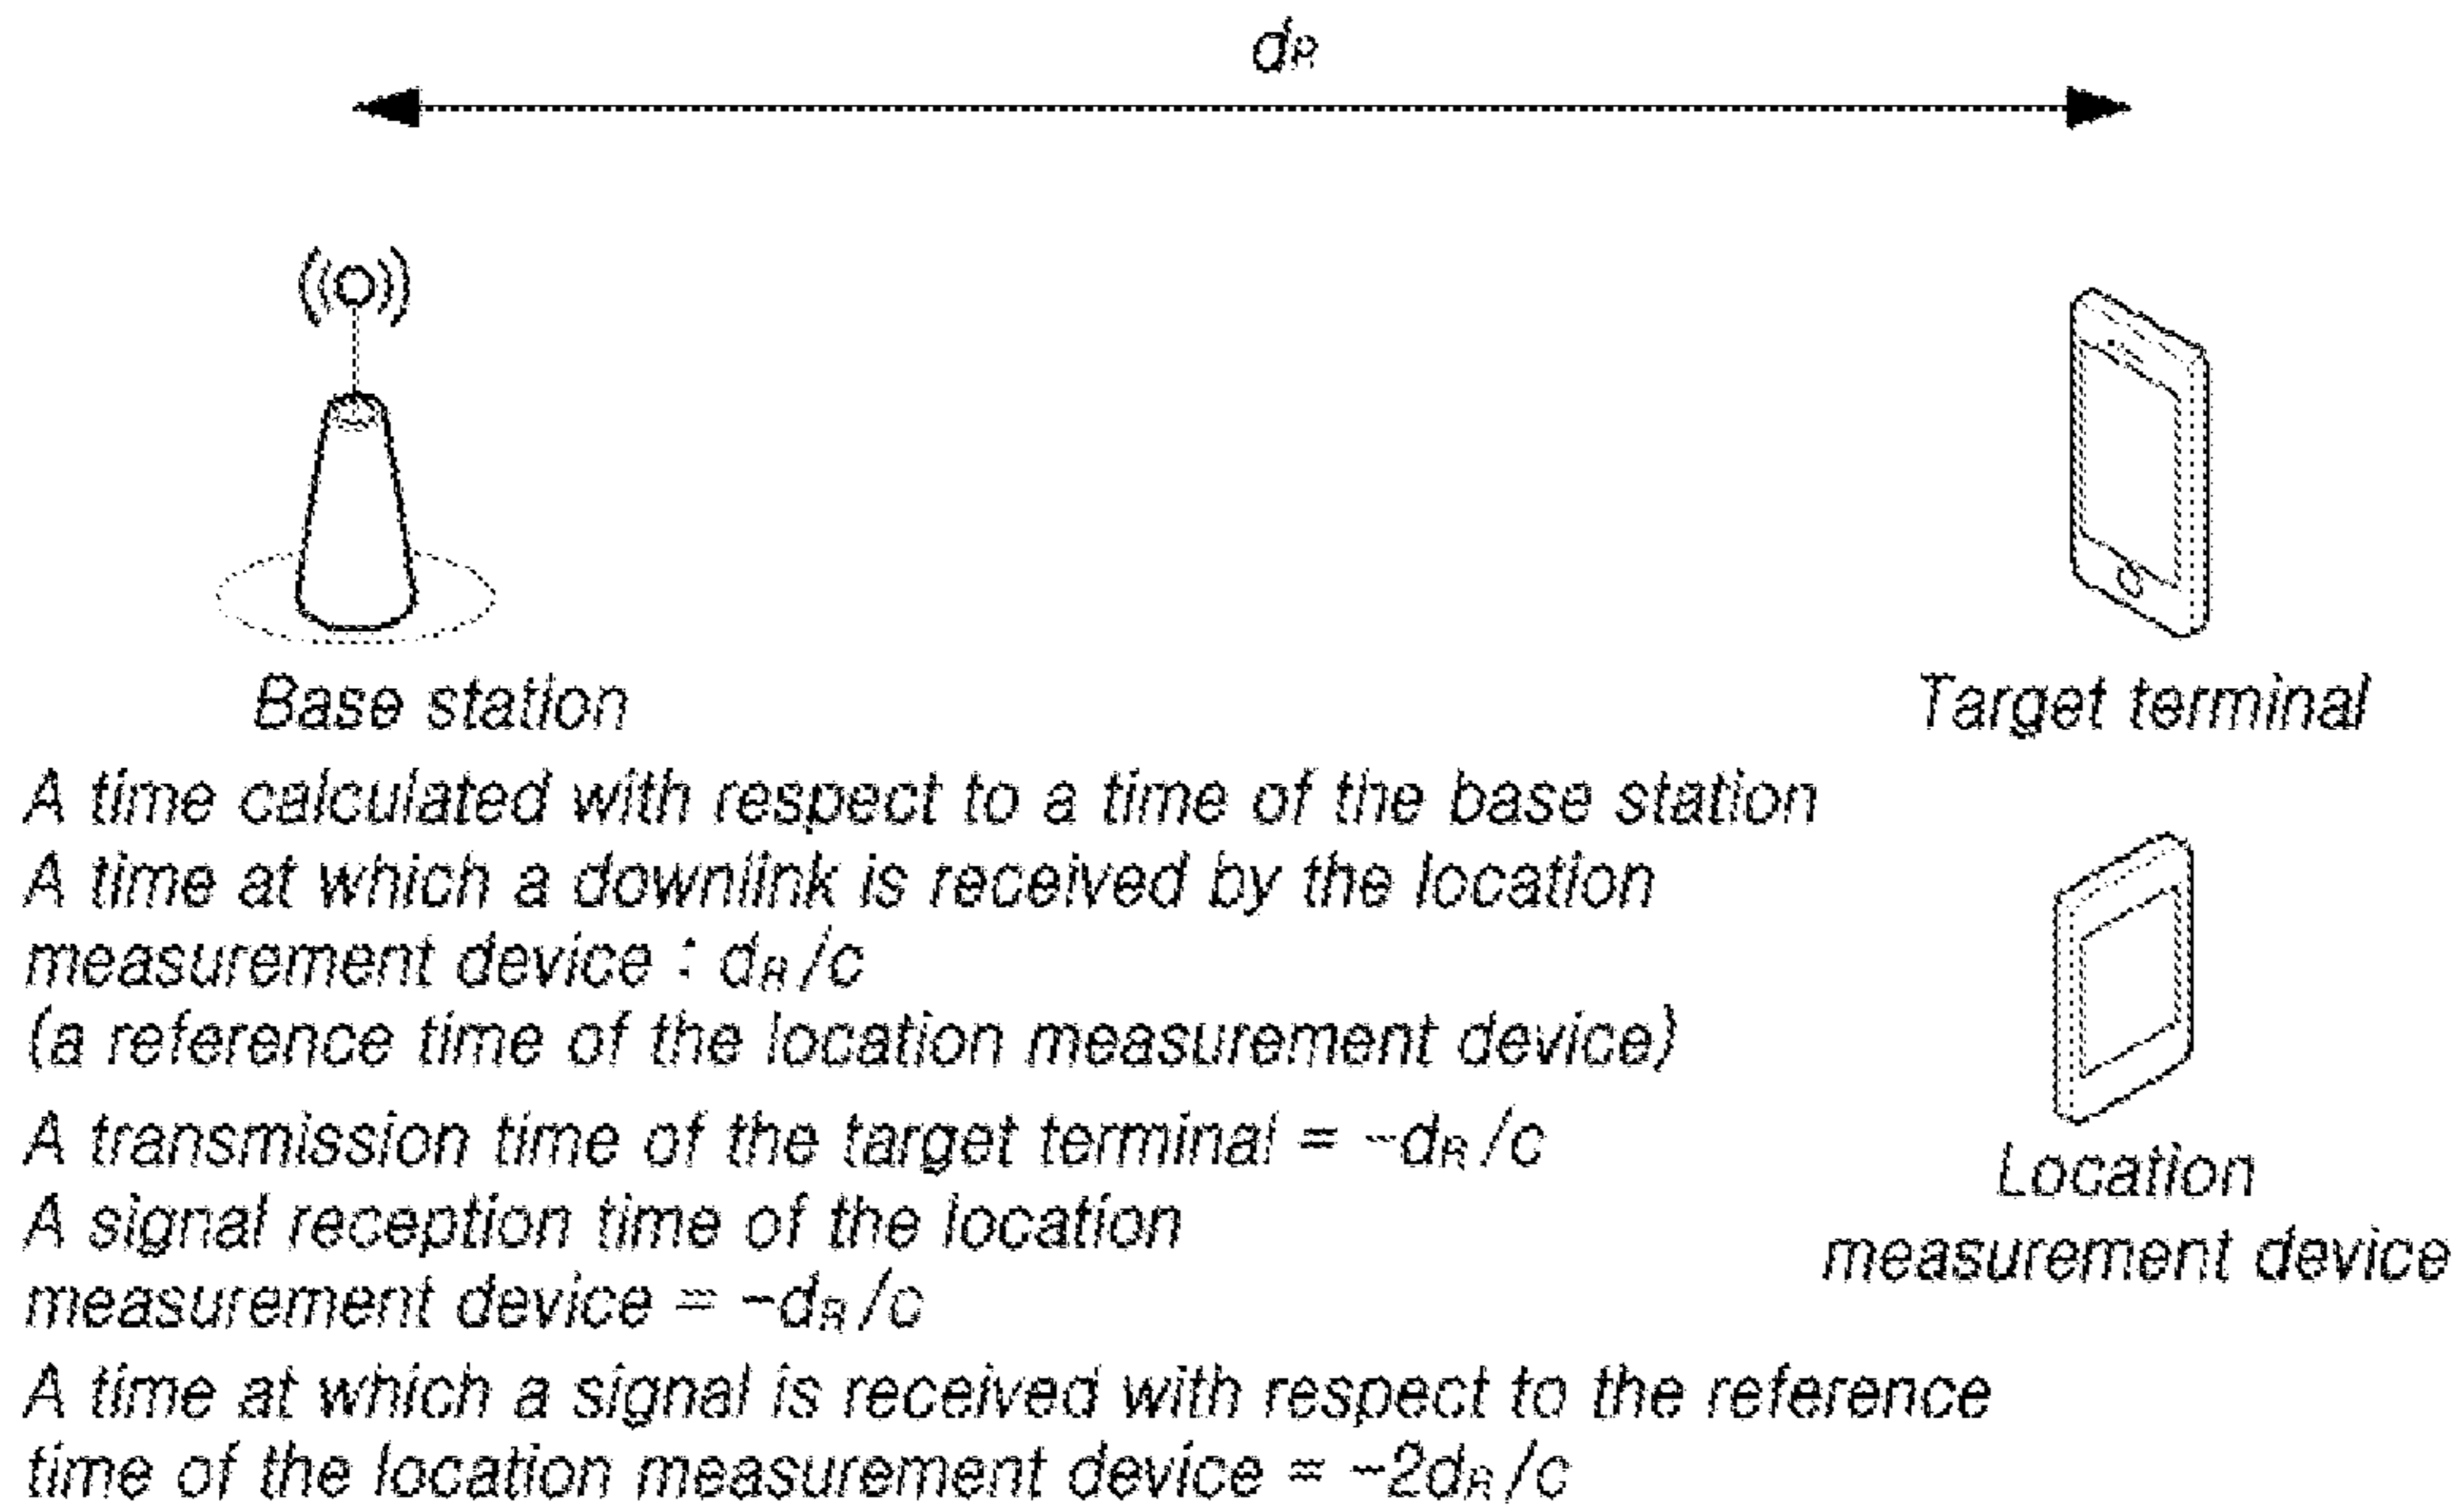 dR
Base station
Target terminal
A time calculated with respect to a time of the base station
A time at which a downlink is received by the location
measurement device : dR/c
(a reference time of the location measurement device)
A transmission time of the target terminal = -dR/c
A signal reception time of the location
measurement device = -dR/c
A time at which a signal is received with respect to the reference
time of the location measurement device = -2dR/c
Location
measurement device